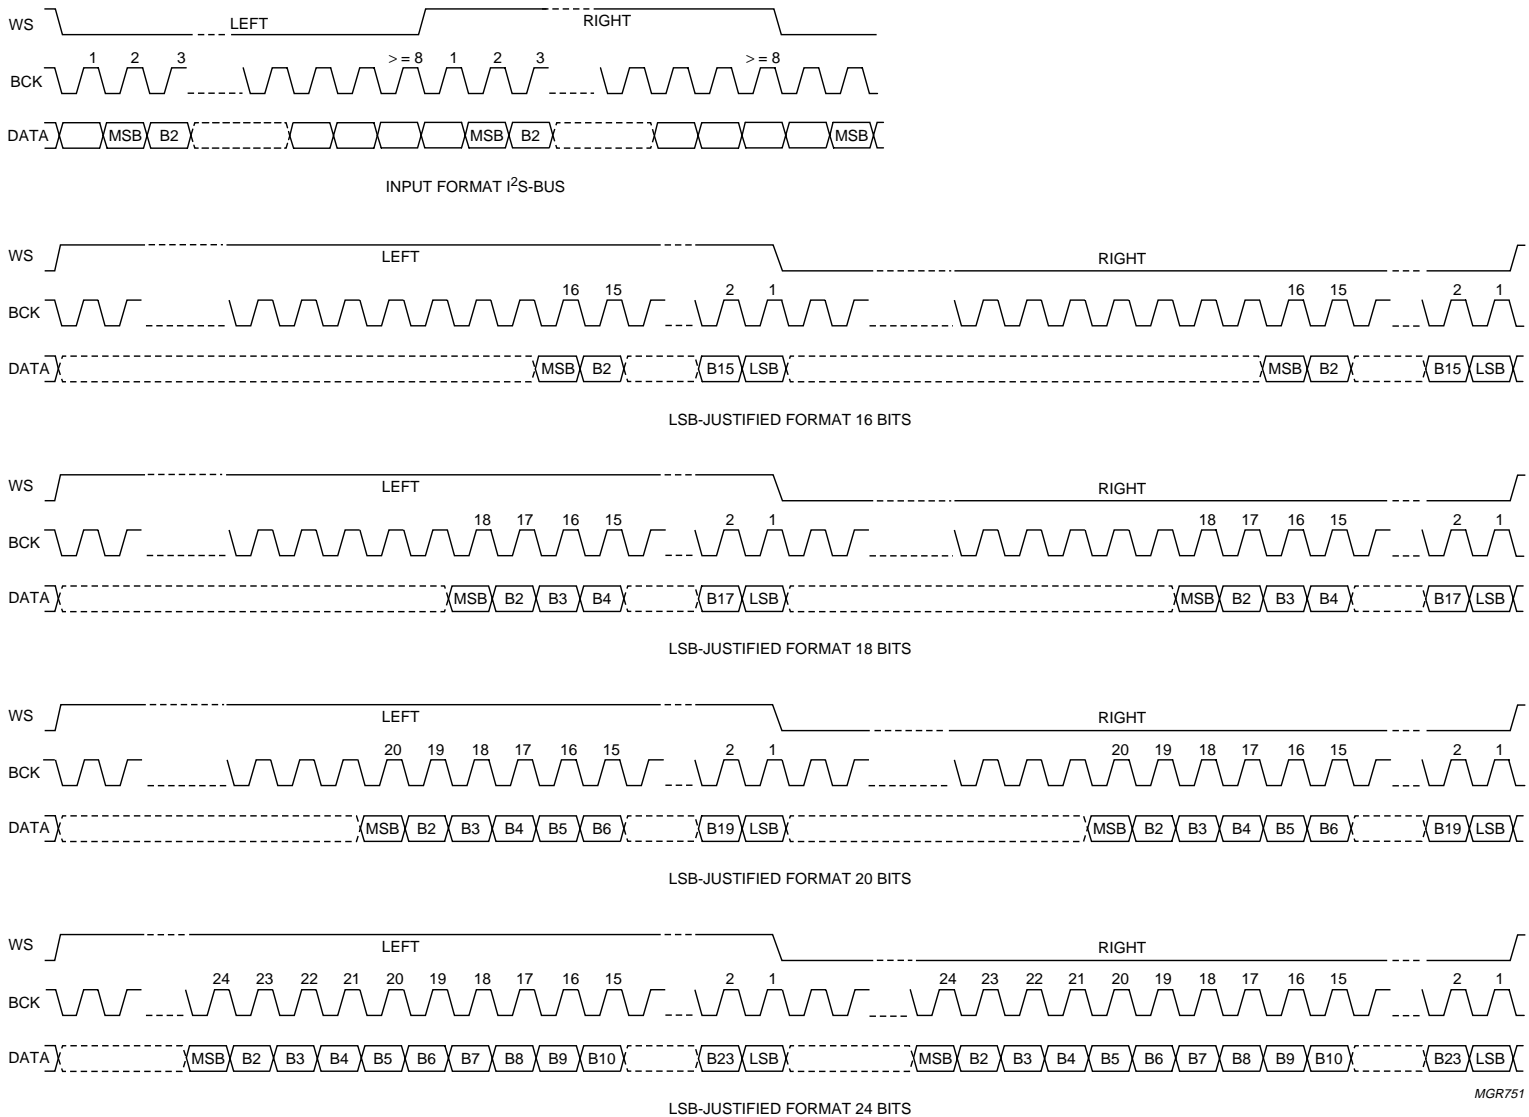 WS LEFT RIGHT
BCK 1 2 3 >=8 1 2 3 >=8
DATA MSB B2 MSB B2 MSB
INPUT FORMAT I²S-BUS
WS LEFT RIGHT
BCK 16 15 2 1 16 15 2 1
DATA MSB B2 B15 LSB MSB B2 B15 LSB
LSB-JUSTIFIED FORMAT 16 BITS
WS LEFT RIGHT
BCK 18 17 16 15 2 1 18 17 16 15 2 1
DATA MSB B2 B3 B4 B17 LSB MSB B2 B3 B4 B17 LSB
LSB-JUSTIFIED FORMAT 18 BITS
WS LEFT RIGHT
BCK 20 19 18 17 16 15 2 1 20 19 18 17 16 15 2 1
DATA MSB B2 B3 B4 B5 B6 B19 LSB MSB B2 B3 B4 B5 B6 B19 LSB
LSB-JUSTIFIED FORMAT 20 BITS
WS LEFT RIGHT
BCK 24 23 22 21 20 19 18 17 16 15 2 1 24 23 22 21 20 19 18 17 16 15 2 1
DATA MSB B2 B3 B4 B5 B6 B7 B8 B9 B10 B23 LSB MSB B2 B3 B4 B5 B6 B7 B8 B9 B10 B23 LSB
MGR751
LSB-JUSTIFIED FORMAT 24 BITS